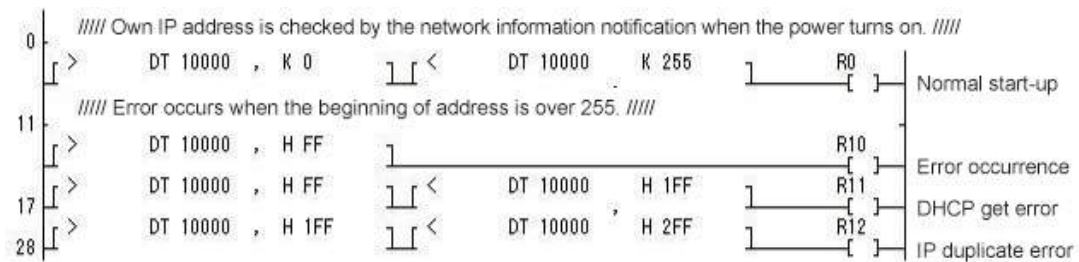 ///// Own IP address is checked by the network information notification when the power turns on. /////
0
> DT 10000 , K 0 < DT 10000 , K 255 R0
Normal start-up
///// Error occurs when the beginning of address is over 255. /////
11
> DT 10000 , H FF R10
Error occurrence
> DT 10000 , H FF < DT 10000 , H 1FF R11
17 DHCP get error
> DT 10000 , H 1FF < DT 10000 H 2FF R12
28 IP duplicate error